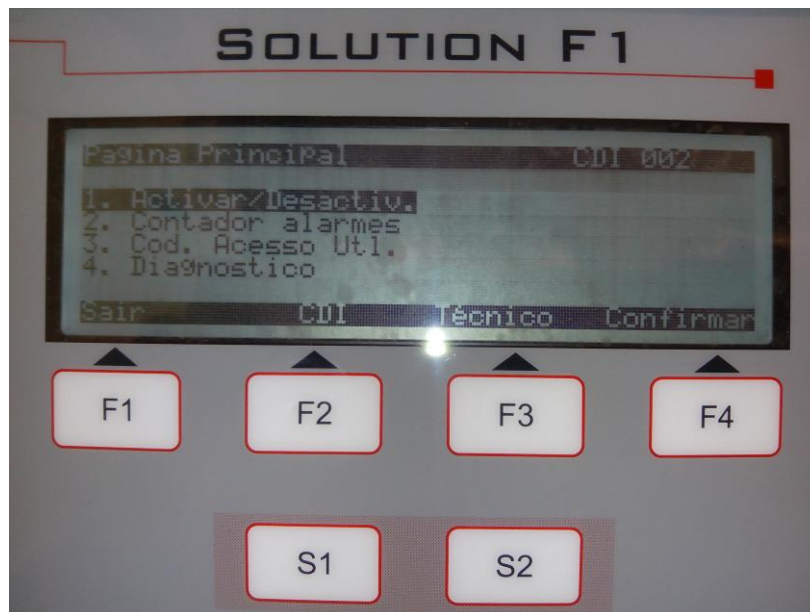 SOLUTION F1
Pagina Principal CDI 002
1. Activar/Desactiv.
2. Contador alarmes
3. Cod. Acesso Utl.
4. Diagnostico
Sair CDI Técnico Confirmar
F1 F2 F3 F4
S1 S2